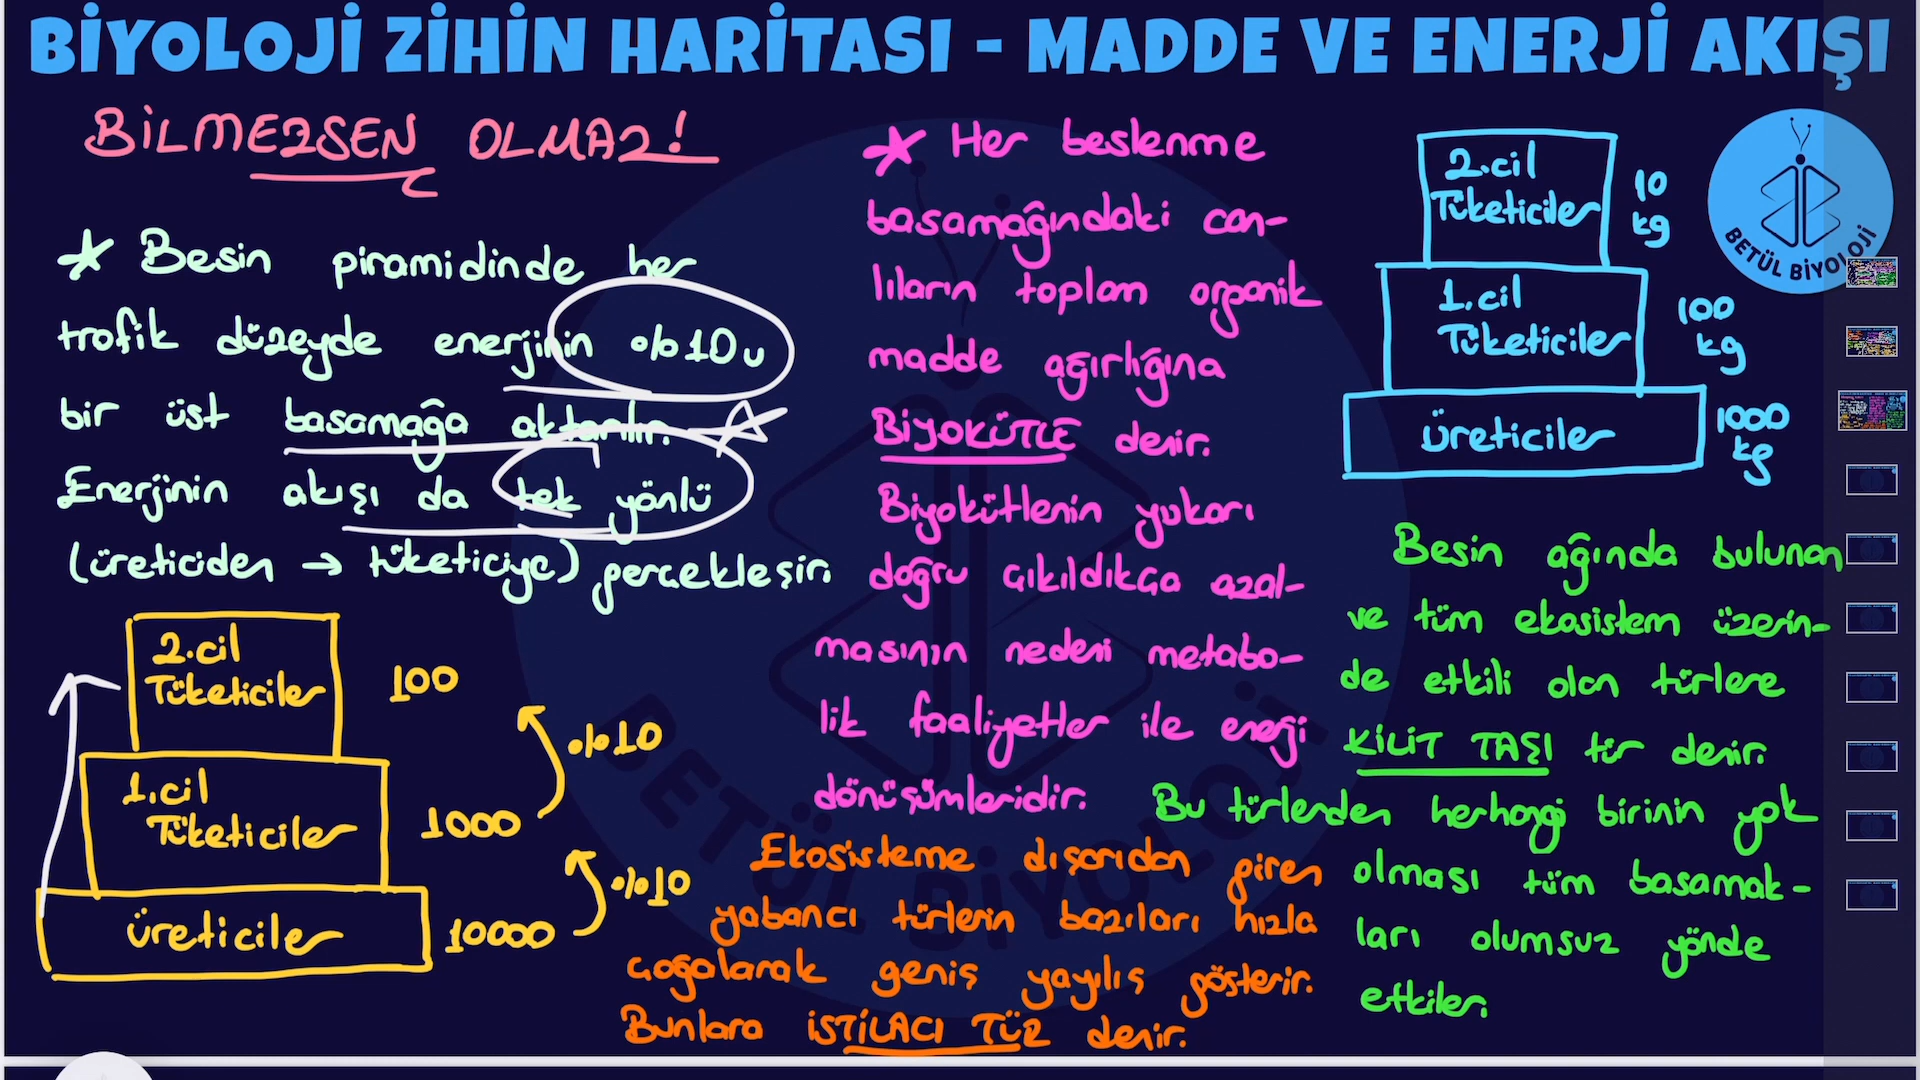 BİYOLOJİ ZİHİN HARİTASI - MADDE VE ENERJİ AKIŞI
BİLMEZSEN OLMAZ!
Besin piramidinde her
trofik düzeyde enerjinin %10 u
bir üst basamağa aktarılır.
Enerjinin akışı da tek yönlü
(üreticiden → tüketiciye) gerçekleşir.
2.cil
Tüketiciler
100
%10
1.cil
Tüketiciler
1000
%10
üreticiler
10000
Her beslenme
basamağındaki can-
lıların toplam organik
madde ağırlığına
BİYOKÜTLE denir.
Biyokütlenin yukarı
doğru çıkıldıkça azal-
masının nedeni metabo-
lik faaliyetler ile enerji
dönüşümleridir.
Ekosisteme dışarıdan giren
yabancı türlerin bazıları hızla
çoğalarak geniş yayılış gösterir.
Bunlara İSTİLACI TÜR denir.
2.cil
Tüketiciler
10
kg
1.cil
Tüketiciler
100
kg
üreticiler
1000
kg
BETÜL BİYOLOJİ
Besin ağında bulunan
ve tüm ekosistem üzerin-
de etkili olan türlere
KİLİT TAŞI tür denir.
Bu türlerden herhangi birinin yok
olması tüm basamak-
ları olumsuz yönde
etkiler.
BETÜL BİYOLOJİ